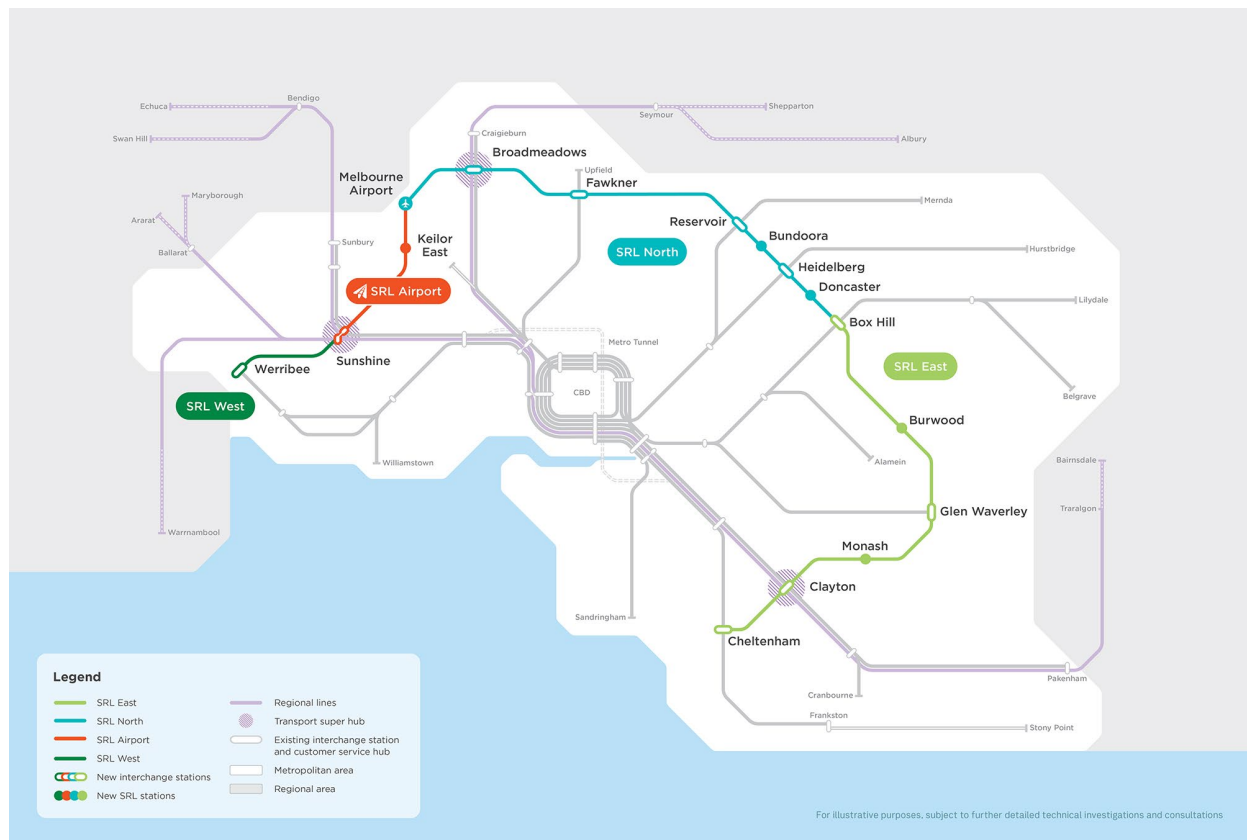 Echuca
Bendigo
Shepparton
Seymour
Swan Hill
Craigieburn
Albury
Broadmeadows
Melbourne
Airport
Upfield
Fawkner
Maryborough
Mernda
Ararat
Reservoir
Bundoora
Keilor
East
Sunbury
SRL North
Hurstbridge
Ballarat
Heidelberg
Doncaster
SRL Airport
Lilydale
Box Hill
Metro Tunnel
Sunshine
Werribee
SRL East
CBD
Belgrave
SRL West
Burwood
Williamstown
Alamein
Bairnsdale
Glen Waverley
Traralgon
Warrnambool
Monash
Clayton
Sandringham
Cheltenham
Pakenham
Cranbourne
Frankston
Stony Point
Legend
SRL East
SRL North
SRL Airport
SRL West
New interchange stations
New SRL stations
Regional lines
Transport super hub
Existing interchange station
and customer service hub
Metropolitan area
Regional area
For illustrative purposes, subject to further detailed technical investigations and consultations